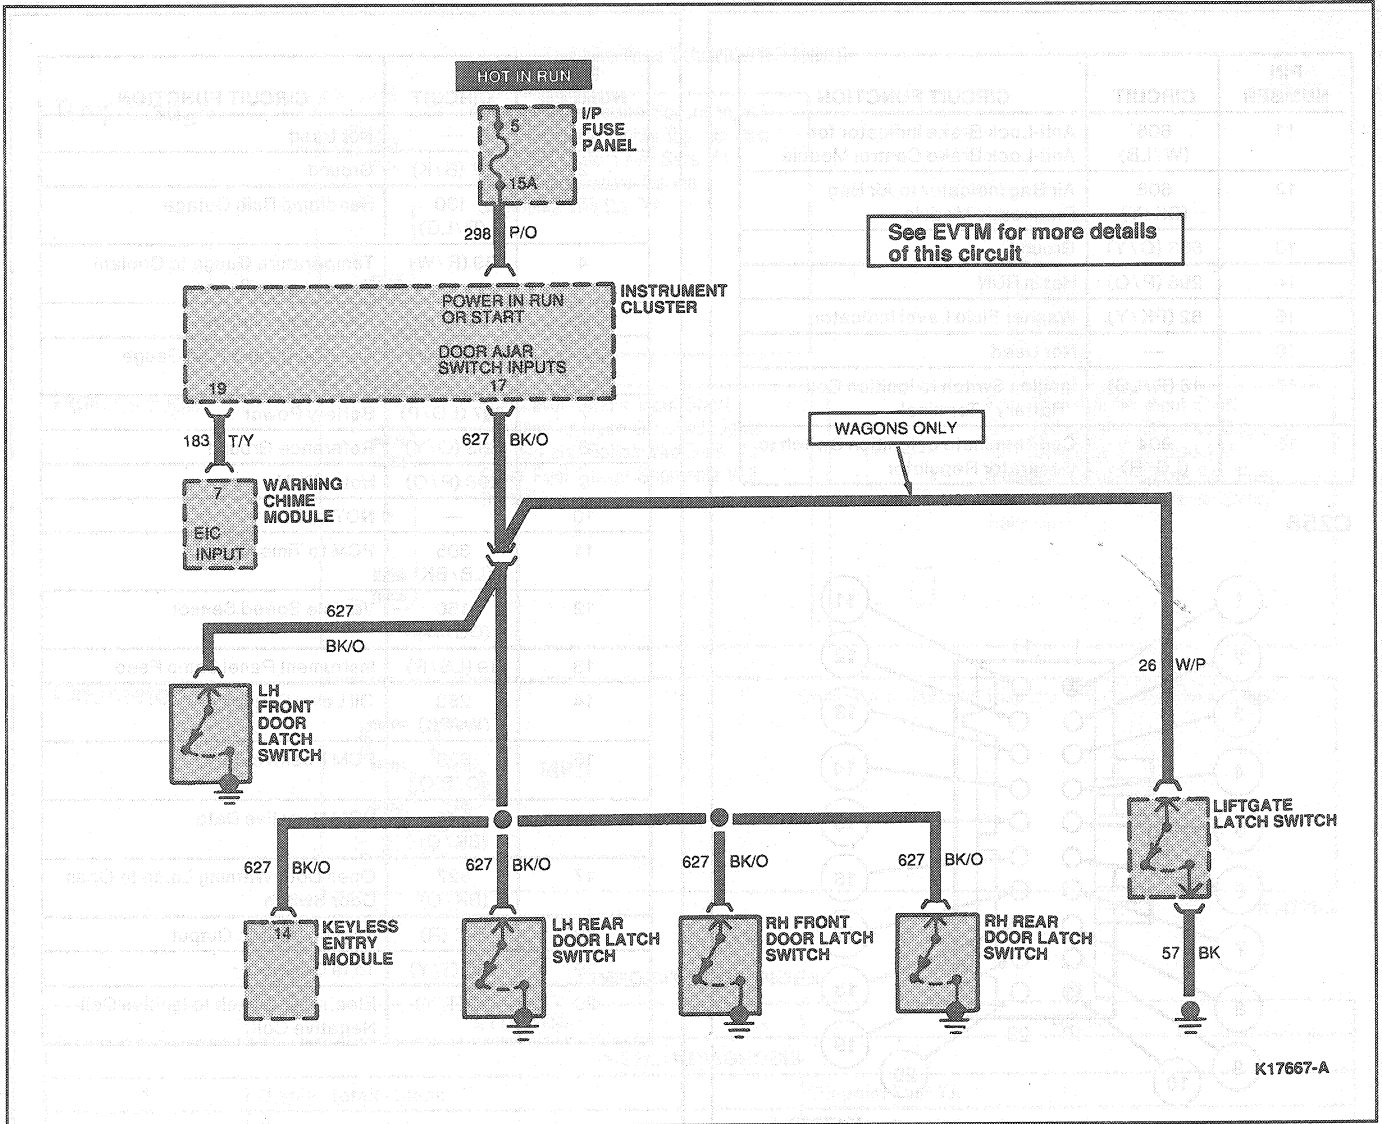 HOT IN RUN
5
15A
I/P
FUSE
PANEL
298 P/O
See EVTM for more details
of this circuit
POWER IN RUN
OR START
DOOR AJAR
SWITCH INPUTS
19
17
INSTRUMENT
CLUSTER
183 T/Y
627 BK/O
WAGONS ONLY
7
EIC
INPUT
WARNING
CHIME
MODULE
627
BK/O
26 W/P
LH
FRONT
DOOR
LATCH
SWITCH
LIFTGATE
LATCH SWITCH
627 BK/O
627 BK/O
627 BK/O
627 BK/O
14
KEYLESS
ENTRY
MODULE
LH REAR
DOOR LATCH
SWITCH
RH FRONT
DOOR LATCH
SWITCH
RH REAR
DOOR LATCH
SWITCH
57 BK
K17667-A